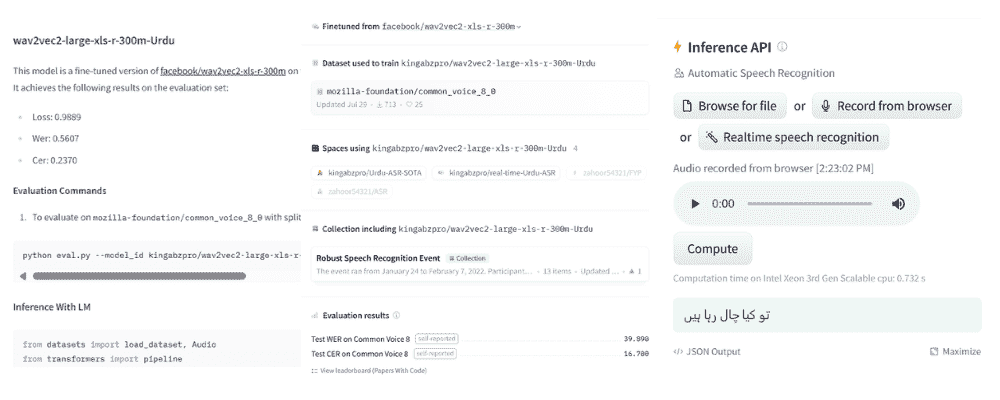 wav2vec2-large-xls-r-300m-Urdu
This model is a fine-tuned version of facebook/wav2vec2-xls-r-300m on
It achieves the following results on the evaluation set:
Loss: 0.9889
Wer: 0.5607
Cer: 0.2370
Evaluation Commands
1. To evaluate on mozilla-foundation/common_voice_8_0 with split
python eval.py --model_id kingabzpro/wav2vec2-large-xls-r-
Inference With LM
from datasets import load_dataset, Audio
from transformers import pipeline
Finetuned from facebook/wav2vec2-xls-r-300m
Dataset used to train kingabzpro/wav2vec2-large-xls-r-300m-Urdu
mozilla-foundation/common_voice_8_0
Updated Jul 29 • 713 • 25
Spaces using kingabzpro/wav2vec2-large-xls-r-300m-Urdu 4
kingabzpro/Urdu-ASR-SOTA kingabzpro/real-time-Urdu-ASR zahoor54321/FYP
zahoor54321/ASR
Collection including kingabzpro/wav2vec2-large-xls-r-300m-Urdu
Robust Speech Recognition Event Collection
The event ran from January 24 to February 7, 2022. Participant... • 13 items • Updated ... • 1
Evaluation results
Test WER on Common Voice 8 self-reported 39.890
Test CER on Common Voice 8 self-reported 16.700
View leaderboard (Papers With Code)
Inference API
Automatic Speech Recognition
Browse for file or Record from browser
or Realtime speech recognition
Audio recorded from browser [2:23:02 PM]
0:00
Compute
Computation time on Intel Xeon 3rd Gen Scalable cpu: 0.732 s
تو کیا چال رہا ہیں
</> JSON Output Maximize